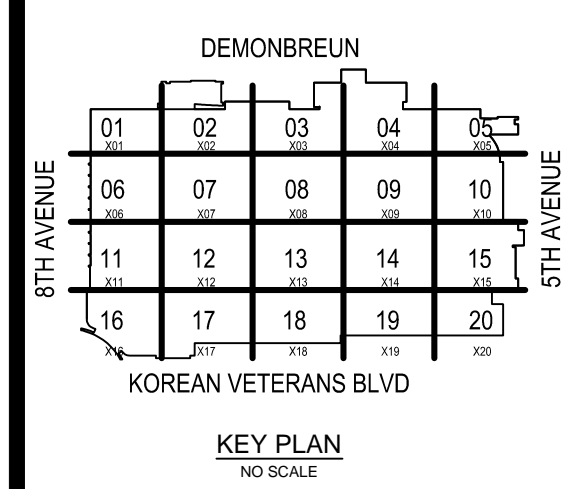 DEMONBREUN
01 02 03 04 05
X01 X02 X03 X04 X05
8TH AVENUE
5TH AVENUE
06 07 08 09 10
X06 X07 X08 X09 X10
11 12 13 14 15
X11 X12 X13 X14 X15
16 17 18 19 20
X16 X17 X18 X19 X20
KOREAN VETERANS BLVD
KEY PLAN
NO SCALE